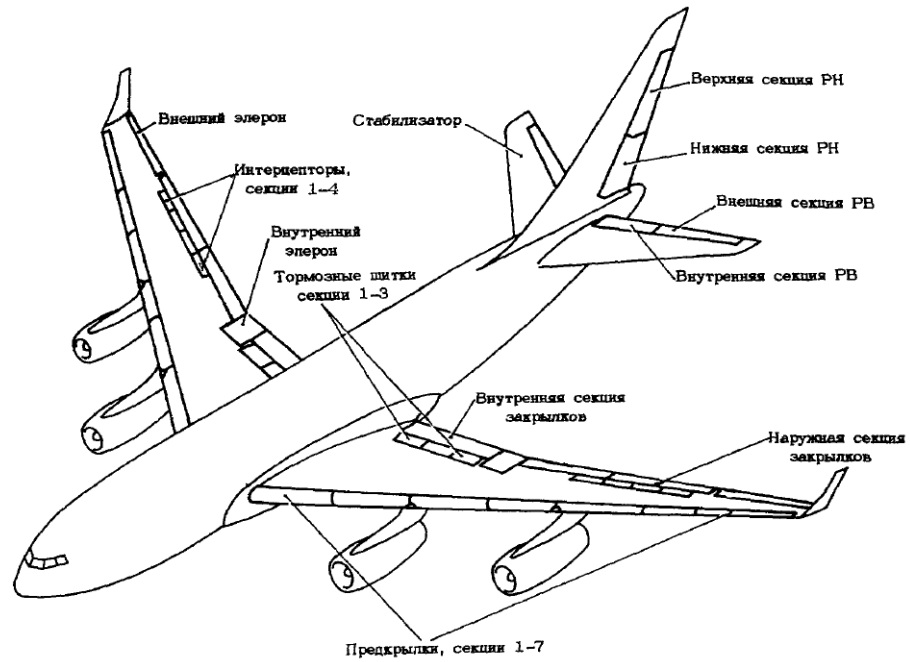 Верхняя секция РН
Внешний элерон
Стабилизатор
Нижняя секция РН
Интерцепторы,
секции 1-4
Внешняя секция РВ
Внутренний
элерон
Внутренняя секция РВ
Тормозные щитки
секции 1-3
Внутренняя секция
закрылков
Наружная секция
закрылков
Предкрылки, секции 1-7